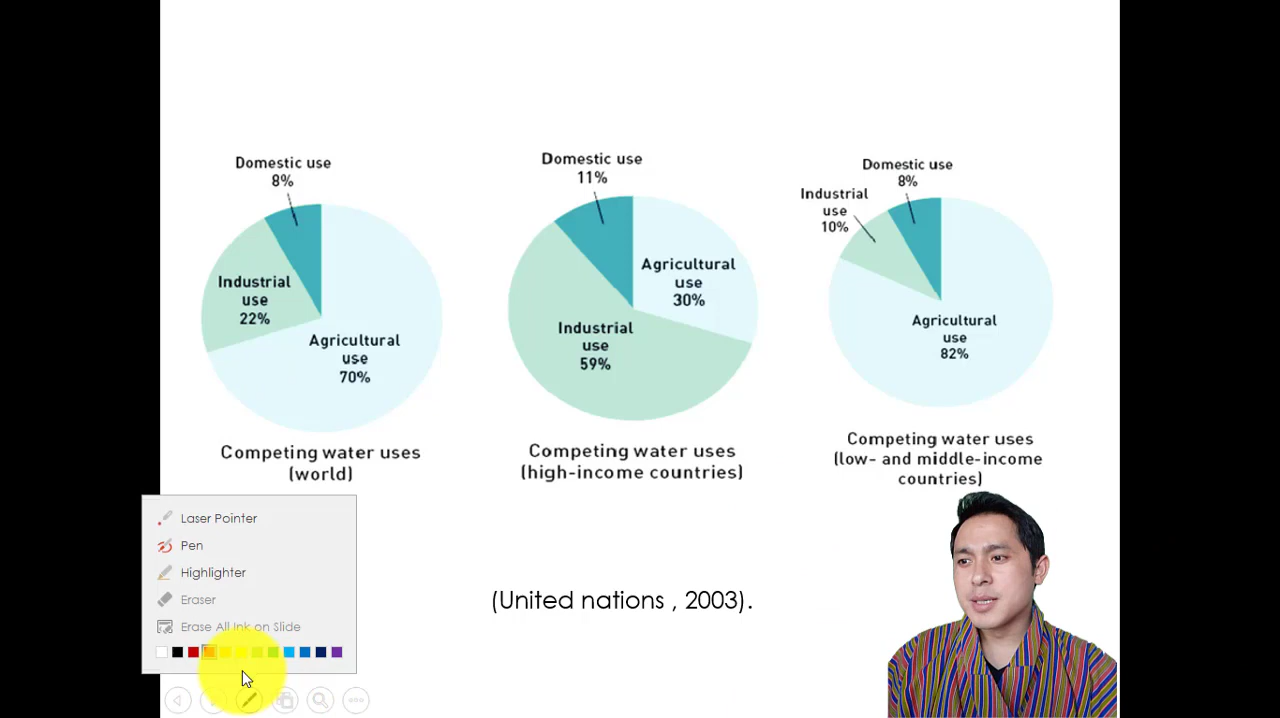 Domestic use
8%
Industrial
use
22%
Agricultural
use
70%
Competing water uses
(world)
Domestic use
11%
Agricultural
use
30%
Industrial
use
59%
Competing water uses
(high-income countries)
Domestic use
8%
Industrial
use
10%
Agricultural
use
82%
Competing water uses
(low- and middle-income
countries)
Laser Pointer
Pen
Highlighter
Eraser
Erase All Ink on Slide
(United nations , 2003).